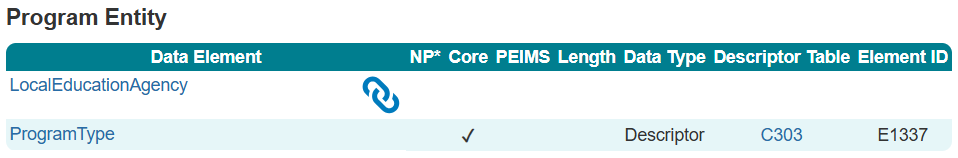 Program Entity
Data Element NP* Core PEIMS Length Data Type Descriptor Table Element ID
LocalEducationAgency
ProgramType ✓ Descriptor C303 E1337